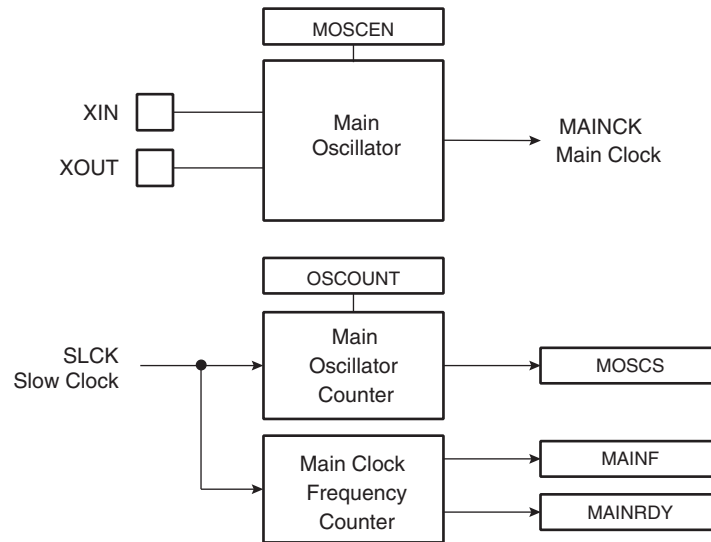 MOSCEN
XIN
XOUT
Main
Oscillator
MAINCK
Main Clock
OSCOUNT
SLCK
Slow Clock
Main
Oscillator
Counter
MOSCS
Main Clock
Frequency
Counter
MAINF
MAINRDY